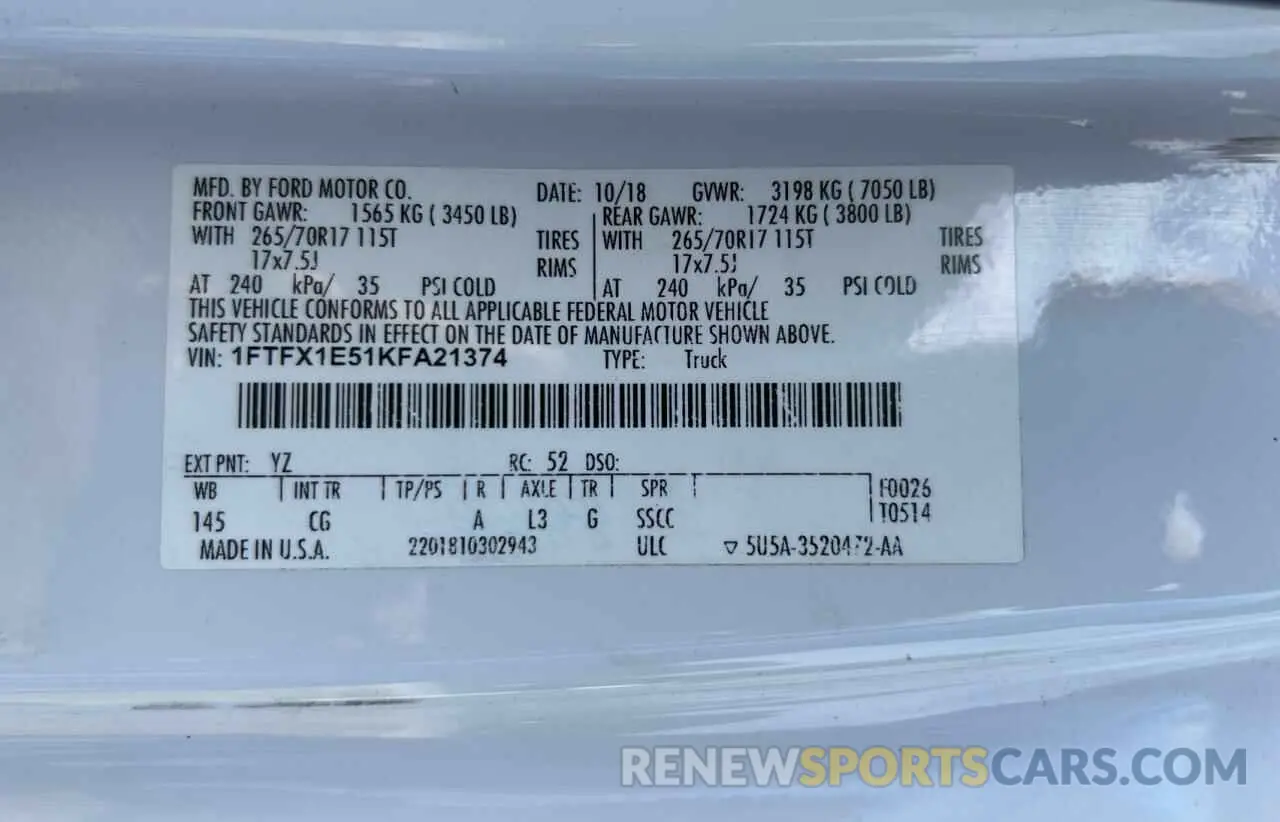 MFD. BY FORD MOTOR CO. DATE: 10/18 GVWR: 3198 KG ( 7050 LB)
FRONT GAWR: 1565 KG ( 3450 LB) REAR GAWR: 1724 KG ( 3800 LB)
WITH 265/70R17 115T TIRES WITH 265/70R17 115T TIRES
17x7.5J RIMS 17x7.5J RIMS
AT 240 kPa/ 35 PSI COLD AT 240 kPa/ 35 PSI COLD
THIS VEHICLE CONFORMS TO ALL APPLICABLE FEDERAL MOTOR VEHICLE
SAFETY STANDARDS IN EFFECT ON THE DATE OF MANUFACTURE SHOWN ABOVE.
VIN: 1FTFX1E51KFA21374 TYPE: Truck
EXT PNT: YZ RC: 52 DSO:
WB INT TR TP/PS R AXLE TR SPR F0026
145 CG A L3 G SSCC T0514
MADE IN U.S.A. 2201810302943 ULC ▽ 5U5A-3520472-AA
RENEWSPORTSCARS.COM